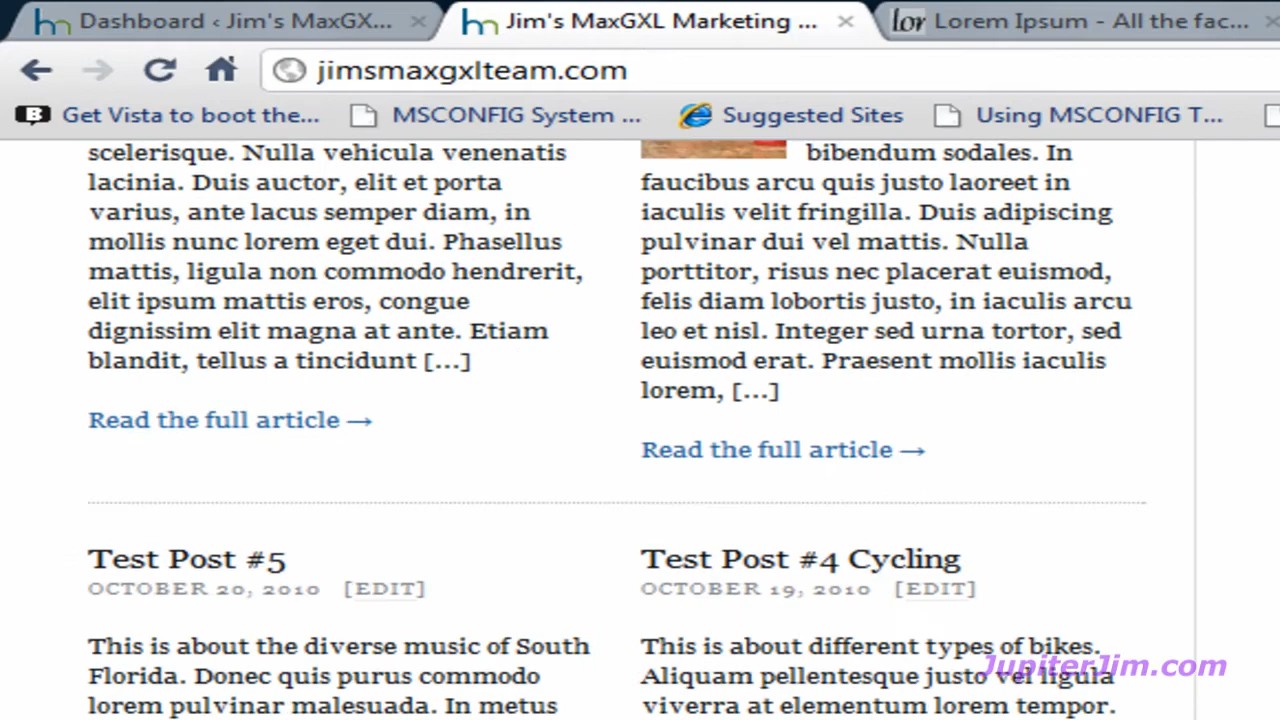 Dashboard ‹ Jim's MaxGX...
Jim's MaxGXL Marketing ...
lor Lorem Ipsum - All the fac...
jimsmaxgxlteam.com
Get Vista to boot the...
MSCONFIG System ...
Suggested Sites
Using MSCONFIG T...
scelerisque. Nulla vehicula venenatis
lacinia. Duis auctor, elit et porta
varius, ante lacus semper diam, in
mollis nunc lorem eget dui. Phasellus
mattis, ligula non commodo hendrerit,
elit ipsum mattis eros, congue
dignissim elit magna at ante. Etiam
blandit, tellus a tincidunt [...]
Read the full article →
bibendum sodales. In
faucibus arcu quis justo laoreet in
iaculis velit fringilla. Duis adipiscing
pulvinar dui vel mattis. Nulla
porttitor, risus nec placerat euismod,
felis diam lobortis justo, in iaculis arcu
leo et nisl. Integer sed urna tortor, sed
euismod erat. Praesent mollis iaculis
lorem, [...]
Read the full article →
Test Post #5
OCTOBER 20, 2010 [EDIT]
This is about the diverse music of South
Florida. Donec quis purus commodo
lorem pulvinar malesuada. In metus
Test Post #4 Cycling
OCTOBER 19, 2010 [EDIT]
This is about different types of bikes.
Aliquam pellentesque justo vel ligula
viverra at elementum lorem tempor.
JupiterJim.com